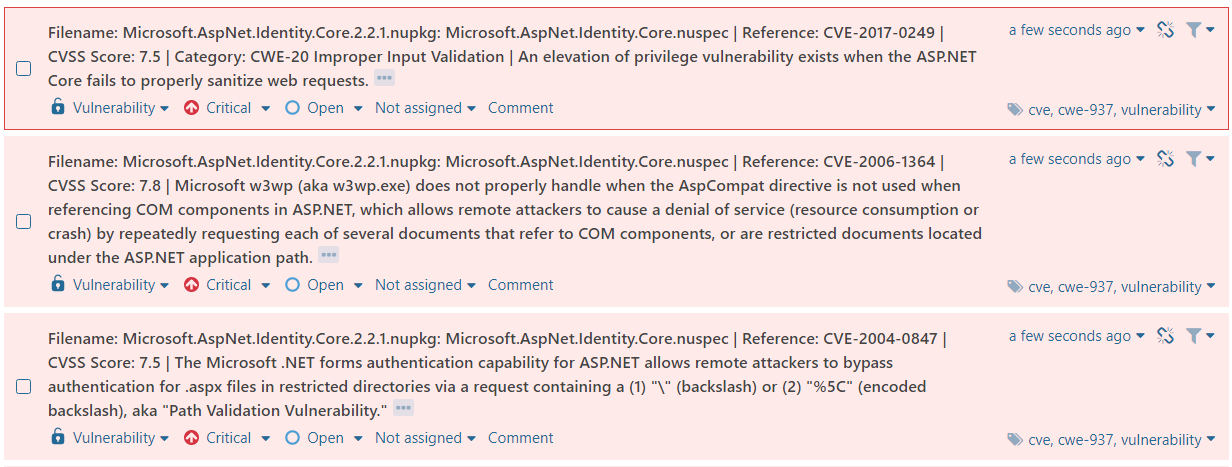 Filename: Microsoft.AspNet.Identity.Core.2.2.1.nupkg: Microsoft.AspNet.Identity.Core.nuspec | Reference: CVE-2017-0249 |
CVSS Score: 7.5 | Category: CWE-20 Improper Input Validation | An elevation of privilege vulnerability exists when the ASP.NET
Core fails to properly sanitize web requests.
a few seconds ago
Vulnerability Critical Open Not assigned Comment
cve, cwe-937, vulnerability
Filename: Microsoft.AspNet.Identity.Core.2.2.1.nupkg: Microsoft.AspNet.Identity.Core.nuspec | Reference: CVE-2006-1364 |
CVSS Score: 7.8 | Microsoft w3wp (aka w3wp.exe) does not properly handle when the AspCompat directive is not used when
referencing COM components in ASP.NET, which allows remote attackers to cause a denial of service (resource consumption or
crash) by repeatedly requesting each of several documents that refer to COM components, or are restricted documents located
under the ASP.NET application path.
a few seconds ago
Vulnerability Critical Open Not assigned Comment
cve, cwe-937, vulnerability
Filename: Microsoft.AspNet.Identity.Core.2.2.1.nupkg: Microsoft.AspNet.Identity.Core.nuspec | Reference: CVE-2004-0847 |
CVSS Score: 7.5 | The Microsoft .NET forms authentication capability for ASP.NET allows remote attackers to bypass
authentication for .aspx files in restricted directories via a request containing a (1) "\" (backslash) or (2) "%5C" (encoded
backslash), aka "Path Validation Vulnerability."
a few seconds ago
Vulnerability Critical Open Not assigned Comment
cve, cwe-937, vulnerability